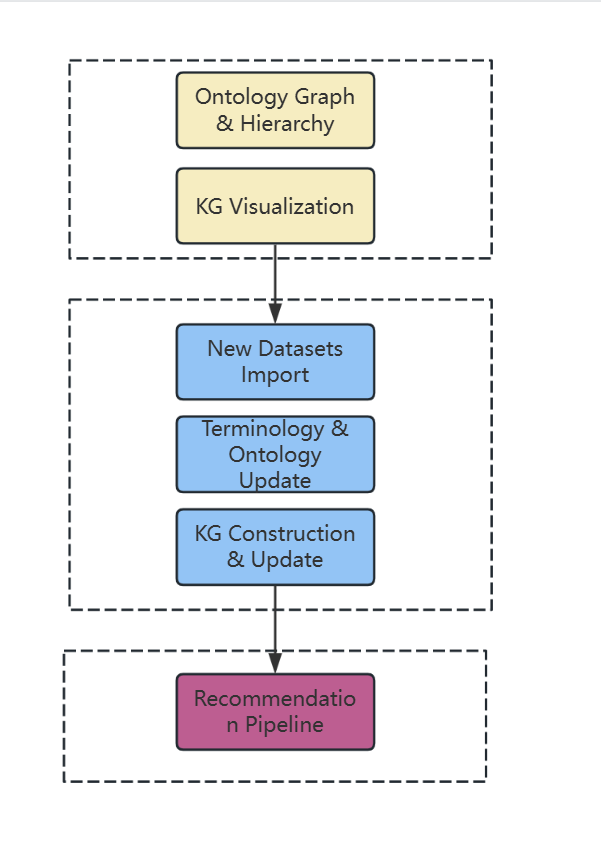 Ontology Graph
& Hierarchy
KG Visualization
New Datasets
Import
Terminology &
Ontology
Update
KG Construction
& Update
Recommendatio
n Pipeline